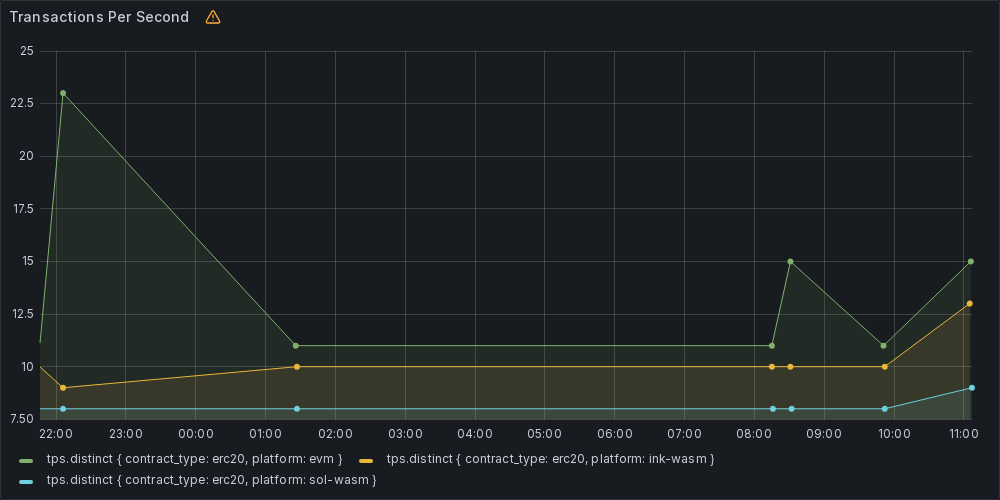 Transactions Per Second
25
22.5
20
17.5
15
12.5
10
7.50
22:00 23:00 00:00 01:00 02:00 03:00 04:00 05:00 06:00 07:00 08:00 09:00 10:00 11:00
tps.distinct { contract_type: erc20, platform: evm } tps.distinct { contract_type: erc20, platform: ink-wasm }
tps.distinct { contract_type: erc20, platform: sol-wasm }